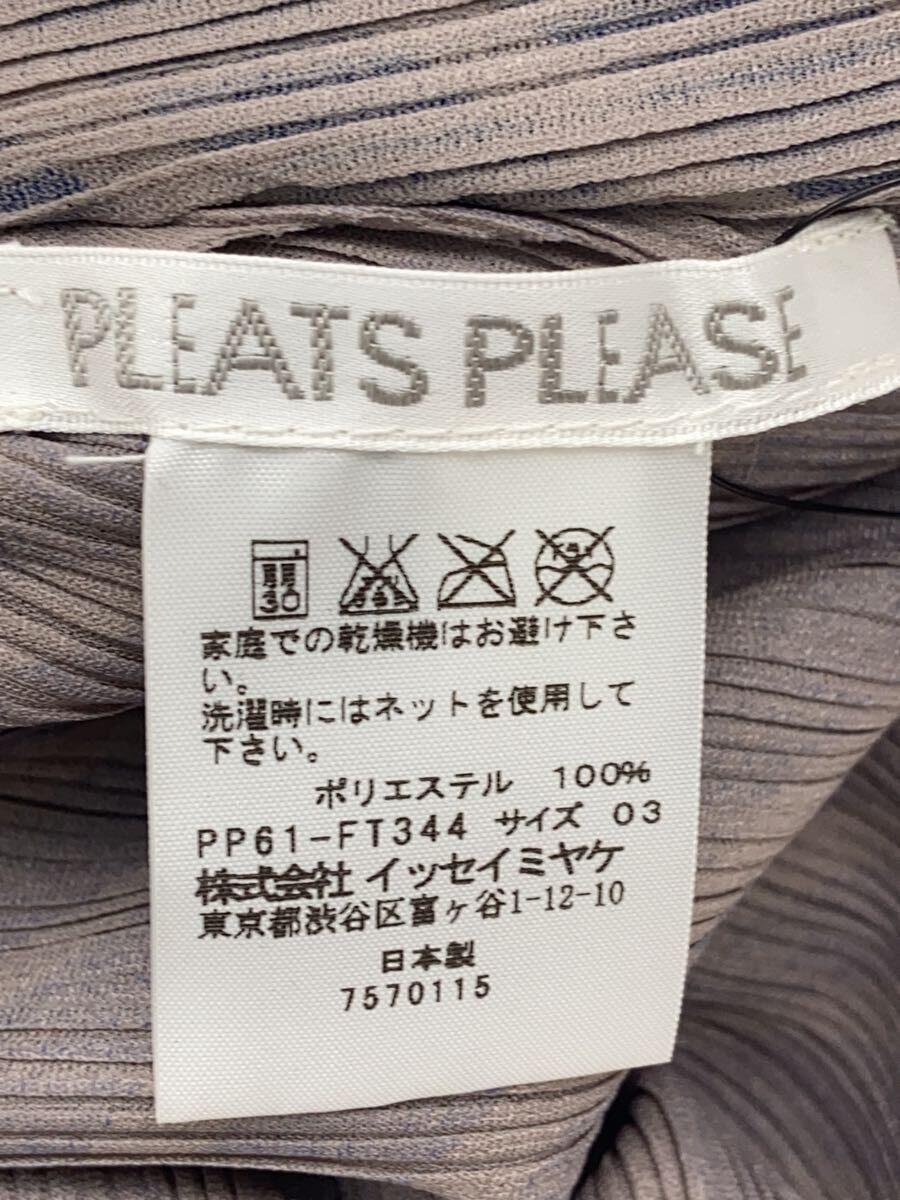 PLEATS PLEASE
弱
30
家庭での乾燥機はお避け下さ
い。
洗濯時にはネットを使用して
下さい。
ポリエステル 100%
PP61-FT344 サイズ 03
株式会社 イッセイミヤケ
東京都渋谷区富ヶ谷1-12-10
日本製
7570115